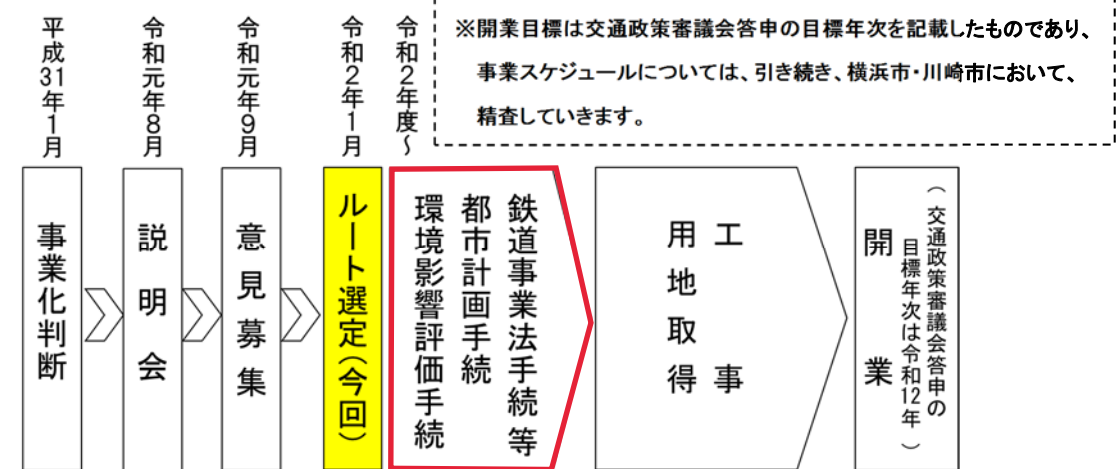 平成31年1月
令和元年8月
令和元年9月
令和2年1月
令和2年度～
※開業目標は交通政策審議会答申の目標年次を記載したものであり、
事業スケジュールについては、引き続き、横浜市・川崎市において、
精査していきます。
事業化判断
説明会
意見募集
ルート選定（今回）
鉄道事業法手続等
都市計画手続
環境影響評価手続
工事
用地取得
開業
（交通政策審議会答申の
目標年次は令和12年）